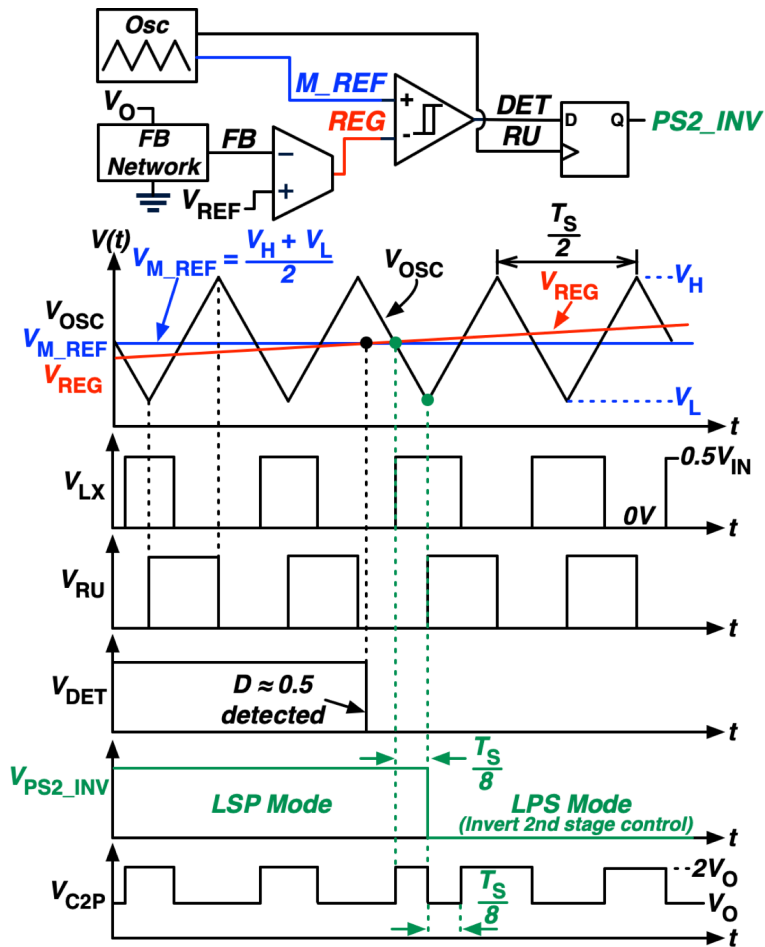 Osc
M_REF
V_O
FB
Network
FB
REG
V_REF
−
+
+
-
DET
RU
D
Q
PS2_INV
V(t)
V_M_REF = (V_H + V_L)/2
V_OSC
T_S/2
V_H
V_REG
V_OSC
V_M_REF
V_REG
V_L
t
V_LX
0.5V_IN
0V
t
V_RU
t
V_DET
D ≈ 0.5
detected
t
V_PS2_INV
T_S/8
LSP Mode
LPS Mode
(Invert 2nd stage control)
t
V_C2P
T_S/8
2V_O
V_O
t